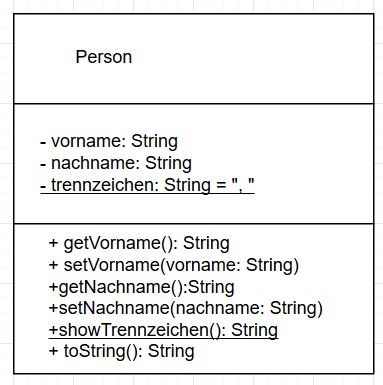 Person
- vorname: String
- nachname: String
- trennzeichen: String = ", "
+ getVorname(): String
+ setVorname(vorname: String)
+getNachname():String
+setNachname(nachname: String)
+showTrennzeichen(): String
+ toString(): String